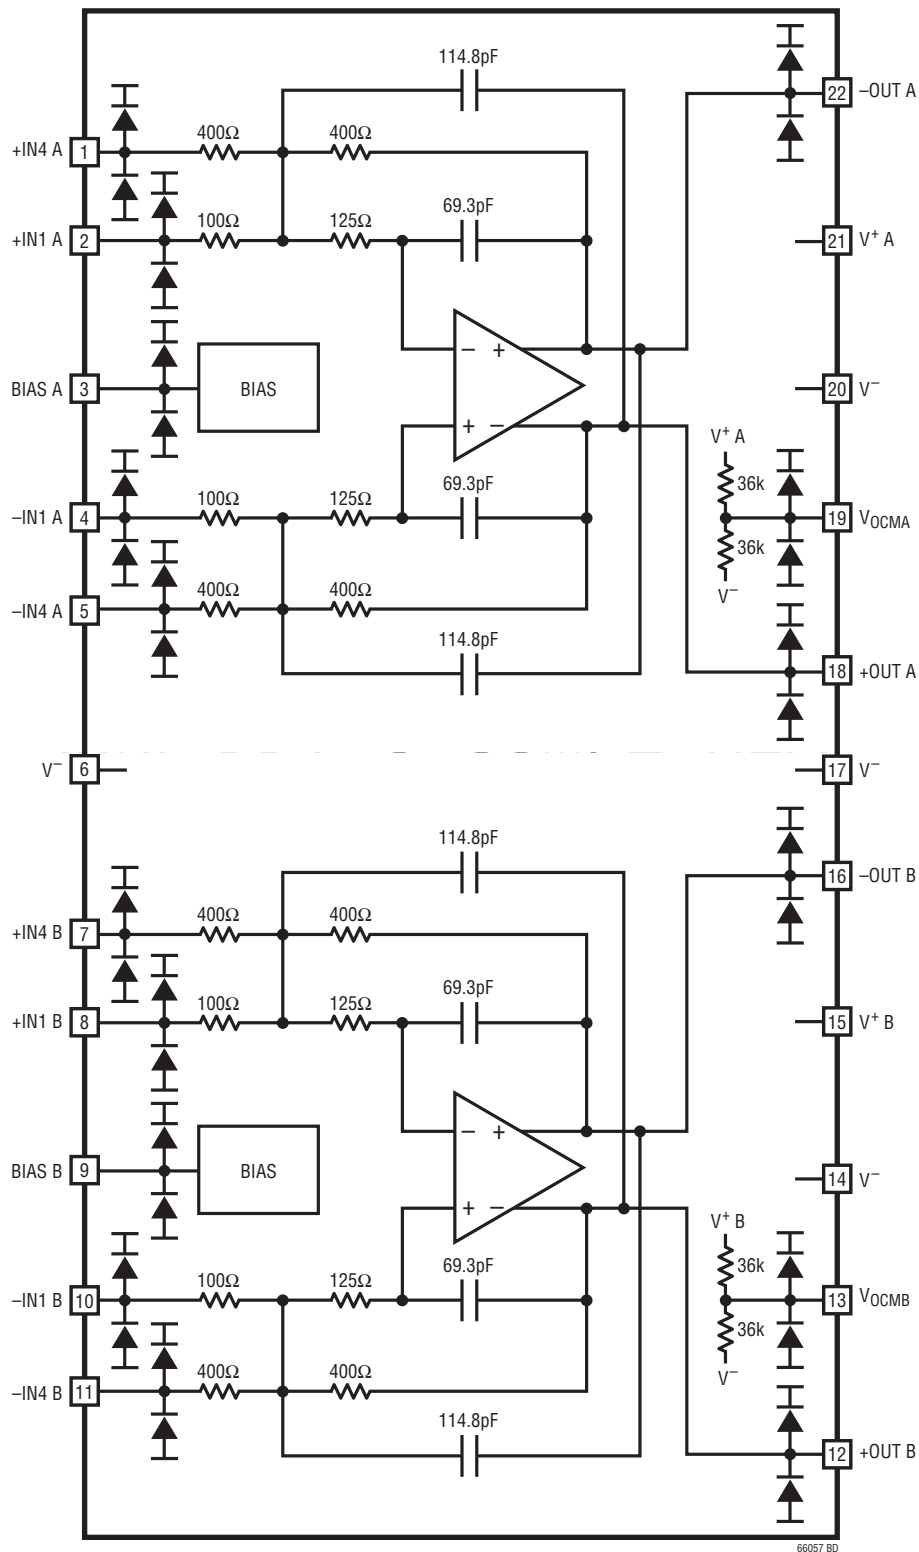 114.8pF
22 –OUT A
400Ω 400Ω
+IN4 A 1
69.3pF
100Ω 125Ω
+IN1 A 2
21 V+ A
– +
BIAS A 3 BIAS
20 V–
+ –
V+ A
36k
69.3pF
100Ω 125Ω
–IN1 A 4
19 VOCMA
36k
V–
400Ω 400Ω
–IN4 A 5
114.8pF
18 +OUT A
V– 6
17 V–
114.8pF
16 –OUT B
400Ω 400Ω
+IN4 B 7
69.3pF
100Ω 125Ω
+IN1 B 8
15 V+ B
– +
BIAS B 9 BIAS
14 V–
+ –
V+ B
36k
69.3pF
100Ω 125Ω
–IN1 B 10
13 VOCMB
36k
V–
400Ω 400Ω
–IN4 B 11
114.8pF
12 +OUT B
66057 BD